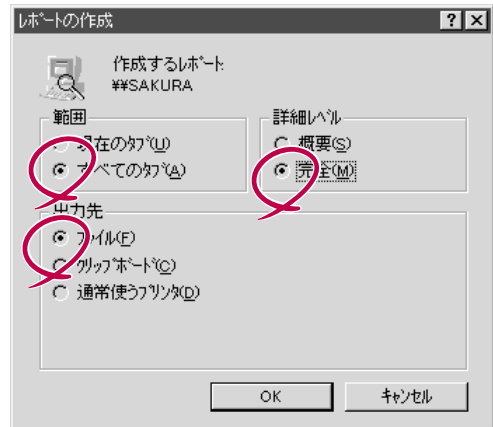 ﾚﾎﾟｰﾄの作成
作成するﾚﾎﾟｰﾄ:
¥¥SAKURA
範囲
現在のﾀﾌﾞ(U)
すべてのﾀﾌﾞ(A)
詳細ﾚﾍﾞﾙ
概要(S)
完全(M)
出力先
ﾌｧｲﾙ(F)
ｸﾘｯﾌﾟﾎﾞｰﾄﾞ(C)
通常使うﾌﾟﾘﾝﾀ(D)
OK
ｷｬﾝｾﾙ